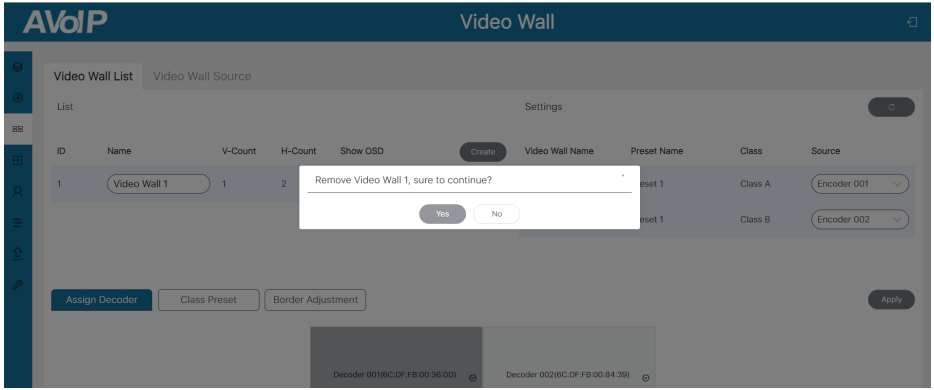 AVoIP
Video Wall
Video Wall List
Video Wall Source
List
Settings
ID
Name
V-Count
H-Count
Show OSD
Create
Video Wall Name
Preset Name
Class
Source
1
Video Wall 1
1
2
Remove Video Wall 1, sure to continue?
Yes
No
eset 1
Class A
Encoder 001
eset 1
Class B
Encoder 002
Assign Decoder
Class Preset
Border Adjustment
Apply
Decoder 001(6C:DF:FB:00:36:0D)
Decoder 002(6C:DF:FB:00:84:39)